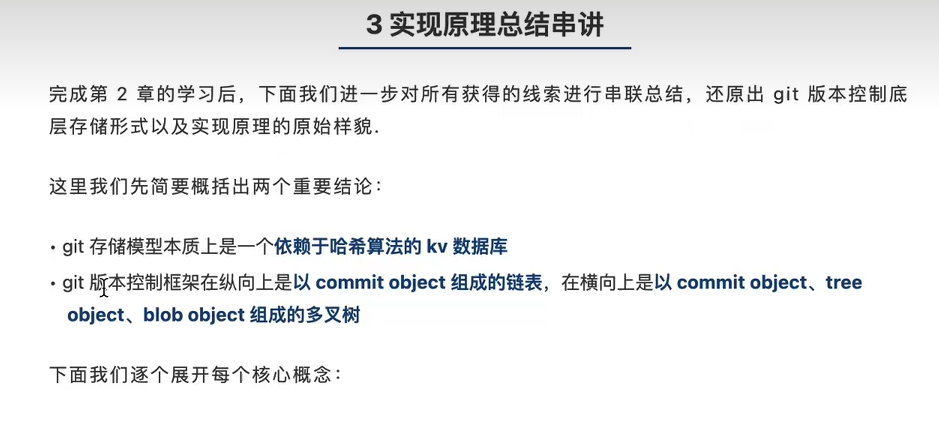 3 实现原理总结串讲
完成第 2 章的学习后，下面我们进一步对所有获得的线索进行串联总结，还原出 git 版本控制底
层存储形式以及实现原理的原始样貌.
这里我们先简要概括出两个重要结论：
• git 存储模型本质上是一个依赖于哈希算法的 kv 数据库
• git 版本控制框架在纵向上是以 commit object 组成的链表，在横向上是以 commit object、tree
object、blob object 组成的多叉树
下面我们逐个展开每个核心概念：